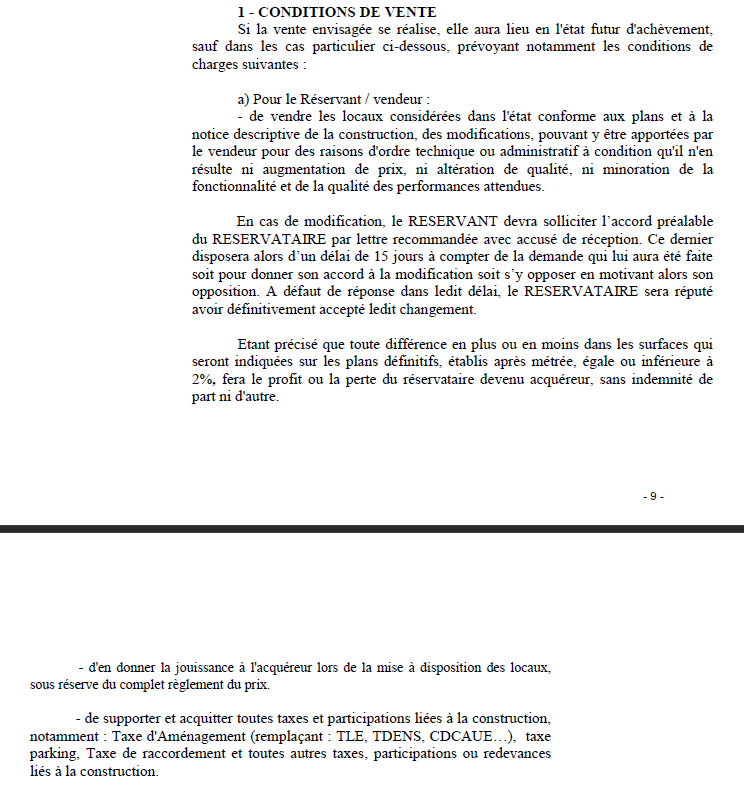 1 - CONDITIONS DE VENTE
Si la vente envisagée se réalise, elle aura lieu en l'état futur d'achèvement,
sauf dans les cas particulier ci-dessous, prévoyant notamment les conditions de
charges suivantes :
a) Pour le Réservant / vendeur :
- de vendre les locaux considérées dans l'état conforme aux plans et à la
notice descriptive de la construction, des modifications, pouvant y être apportées par
le vendeur pour des raisons d'ordre technique ou administratif à condition qu'il n'en
résulte ni augmentation de prix, ni altération de qualité, ni minoration de la
fonctionnalité et de la qualité des performances attendues.
En cas de modification, le RESERVANT devra solliciter l’accord préalable
du RESERVATAIRE par lettre recommandée avec accusé de réception. Ce dernier
disposera alors d’un délai de 15 jours à compter de la demande qui lui aura été faite
soit pour donner son accord à la modification soit s’y opposer en motivant alors son
opposition. A défaut de réponse dans ledit délai, le RESERVATAIRE sera réputé
avoir définitivement accepté ledit changement.
Etant précisé que toute différence en plus ou en moins dans les surfaces qui
seront indiquées sur les plans définitifs, établis après métrée, égale ou inférieure à
2%, fera le profit ou la perte du réservataire devenu acquéreur, sans indemnité de
part ni d'autre.
- 9 -
- d'en donner la jouissance à l'acquéreur lors de la mise à disposition des locaux,
sous réserve du complet règlement du prix.
- de supporter et acquitter toutes taxes et participations liées à la construction,
notamment : Taxe d'Aménagement (remplaçant : TLE, TDENS, CDCAUE…), taxe
parking, Taxe de raccordement et toutes autres taxes, participations ou redevances
liés à la construction.